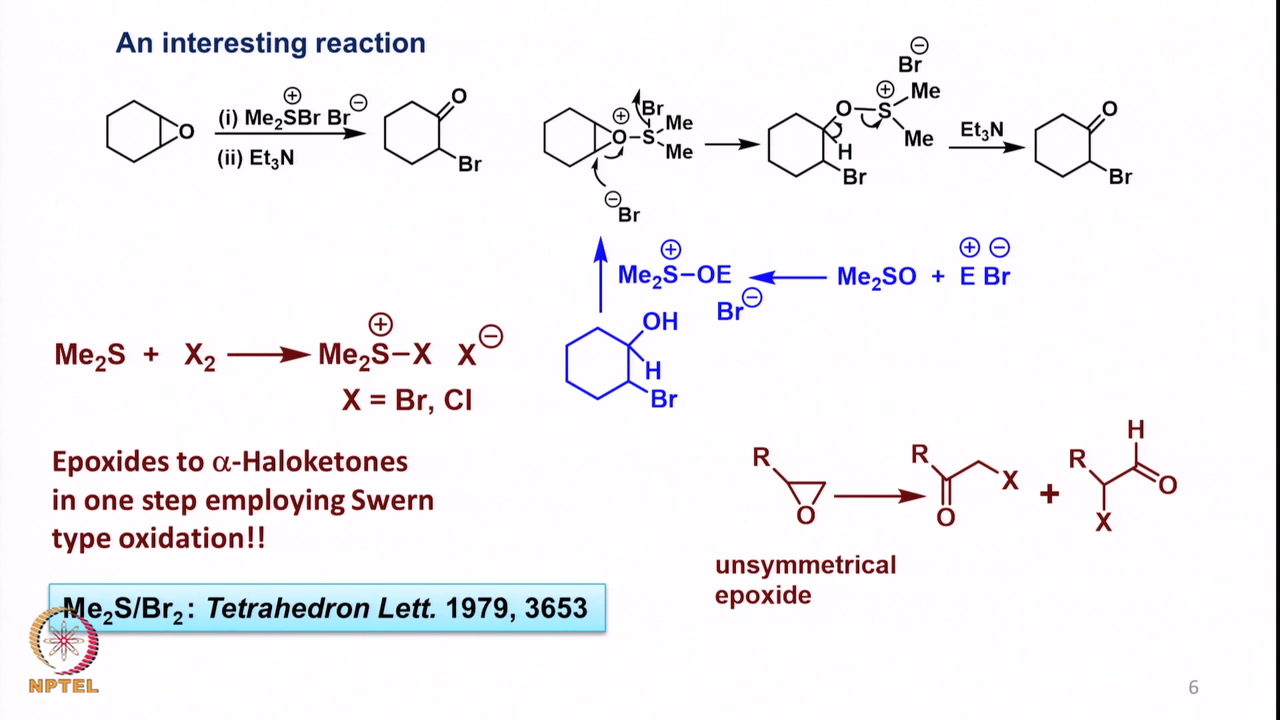 An interesting reaction
(i) Me₂S⊕Br Br⊖
(ii) Et₃N
O
O
Br
⊕
O–S
Br
Me
Me
⊖
Br
⊖
Br
⊕
O–S
Me
Me
H
Br
Et₃N
O
Br
⊕
Me₂S–OE
Br⊖
Me₂SO + E⊕ Br⊖
OH
H
Br
Me₂S + X₂ ⟶ Me₂S⊕–X X⊖
X = Br, Cl
Epoxides to α-Haloketones
in one step employing Swern
type oxidation!!
R
O
R
O
X
+
R
H
O
X
unsymmetrical
epoxide
Me₂S/Br₂: Tetrahedron Lett. 1979, 3653
NPTEL
6